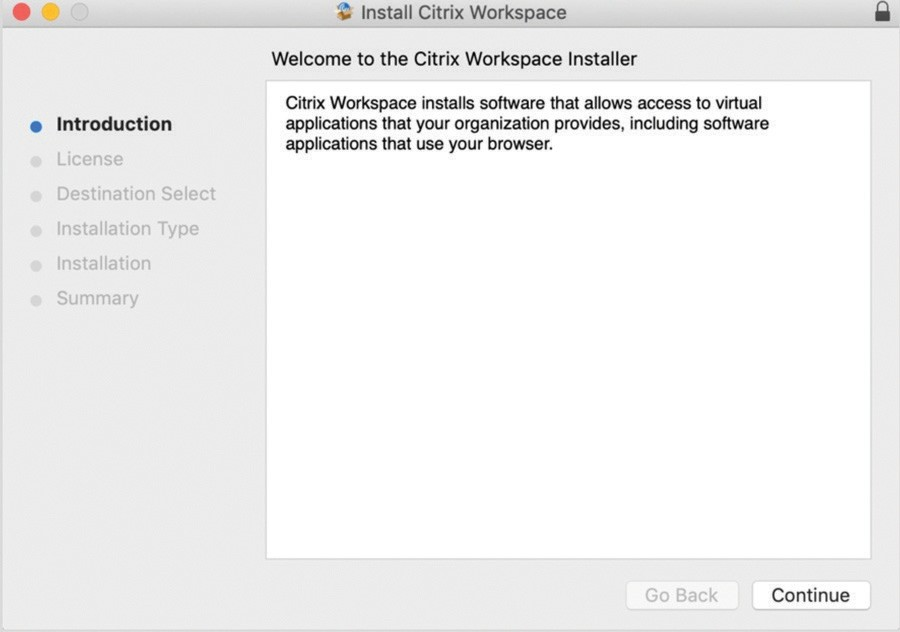 Install Citrix Workspace
Welcome to the Citrix Workspace Installer
Introduction
License
Destination Select
Installation Type
Installation
Summary
Citrix Workspace installs software that allows access to virtual
applications that your organization provides, including software
applications that use your browser.
Go Back
Continue